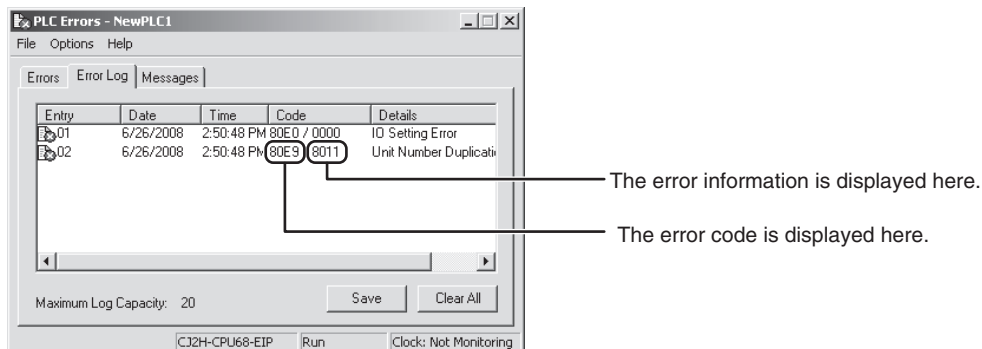 PLC Errors - NewPLC1
File Options Help
Errors Error Log Messages
Entry Date Time Code Details
01 6/26/2008 2:50:48 PM 80E0 / 0000 IO Setting Error
02 6/26/2008 2:50:48 PM 80E9 8011 Unit Number Duplicati
The error information is displayed here.
The error code is displayed here.
Maximum Log Capacity: 20 Save Clear All
CJ2H-CPU68-EIP Run Clock: Not Monitoring